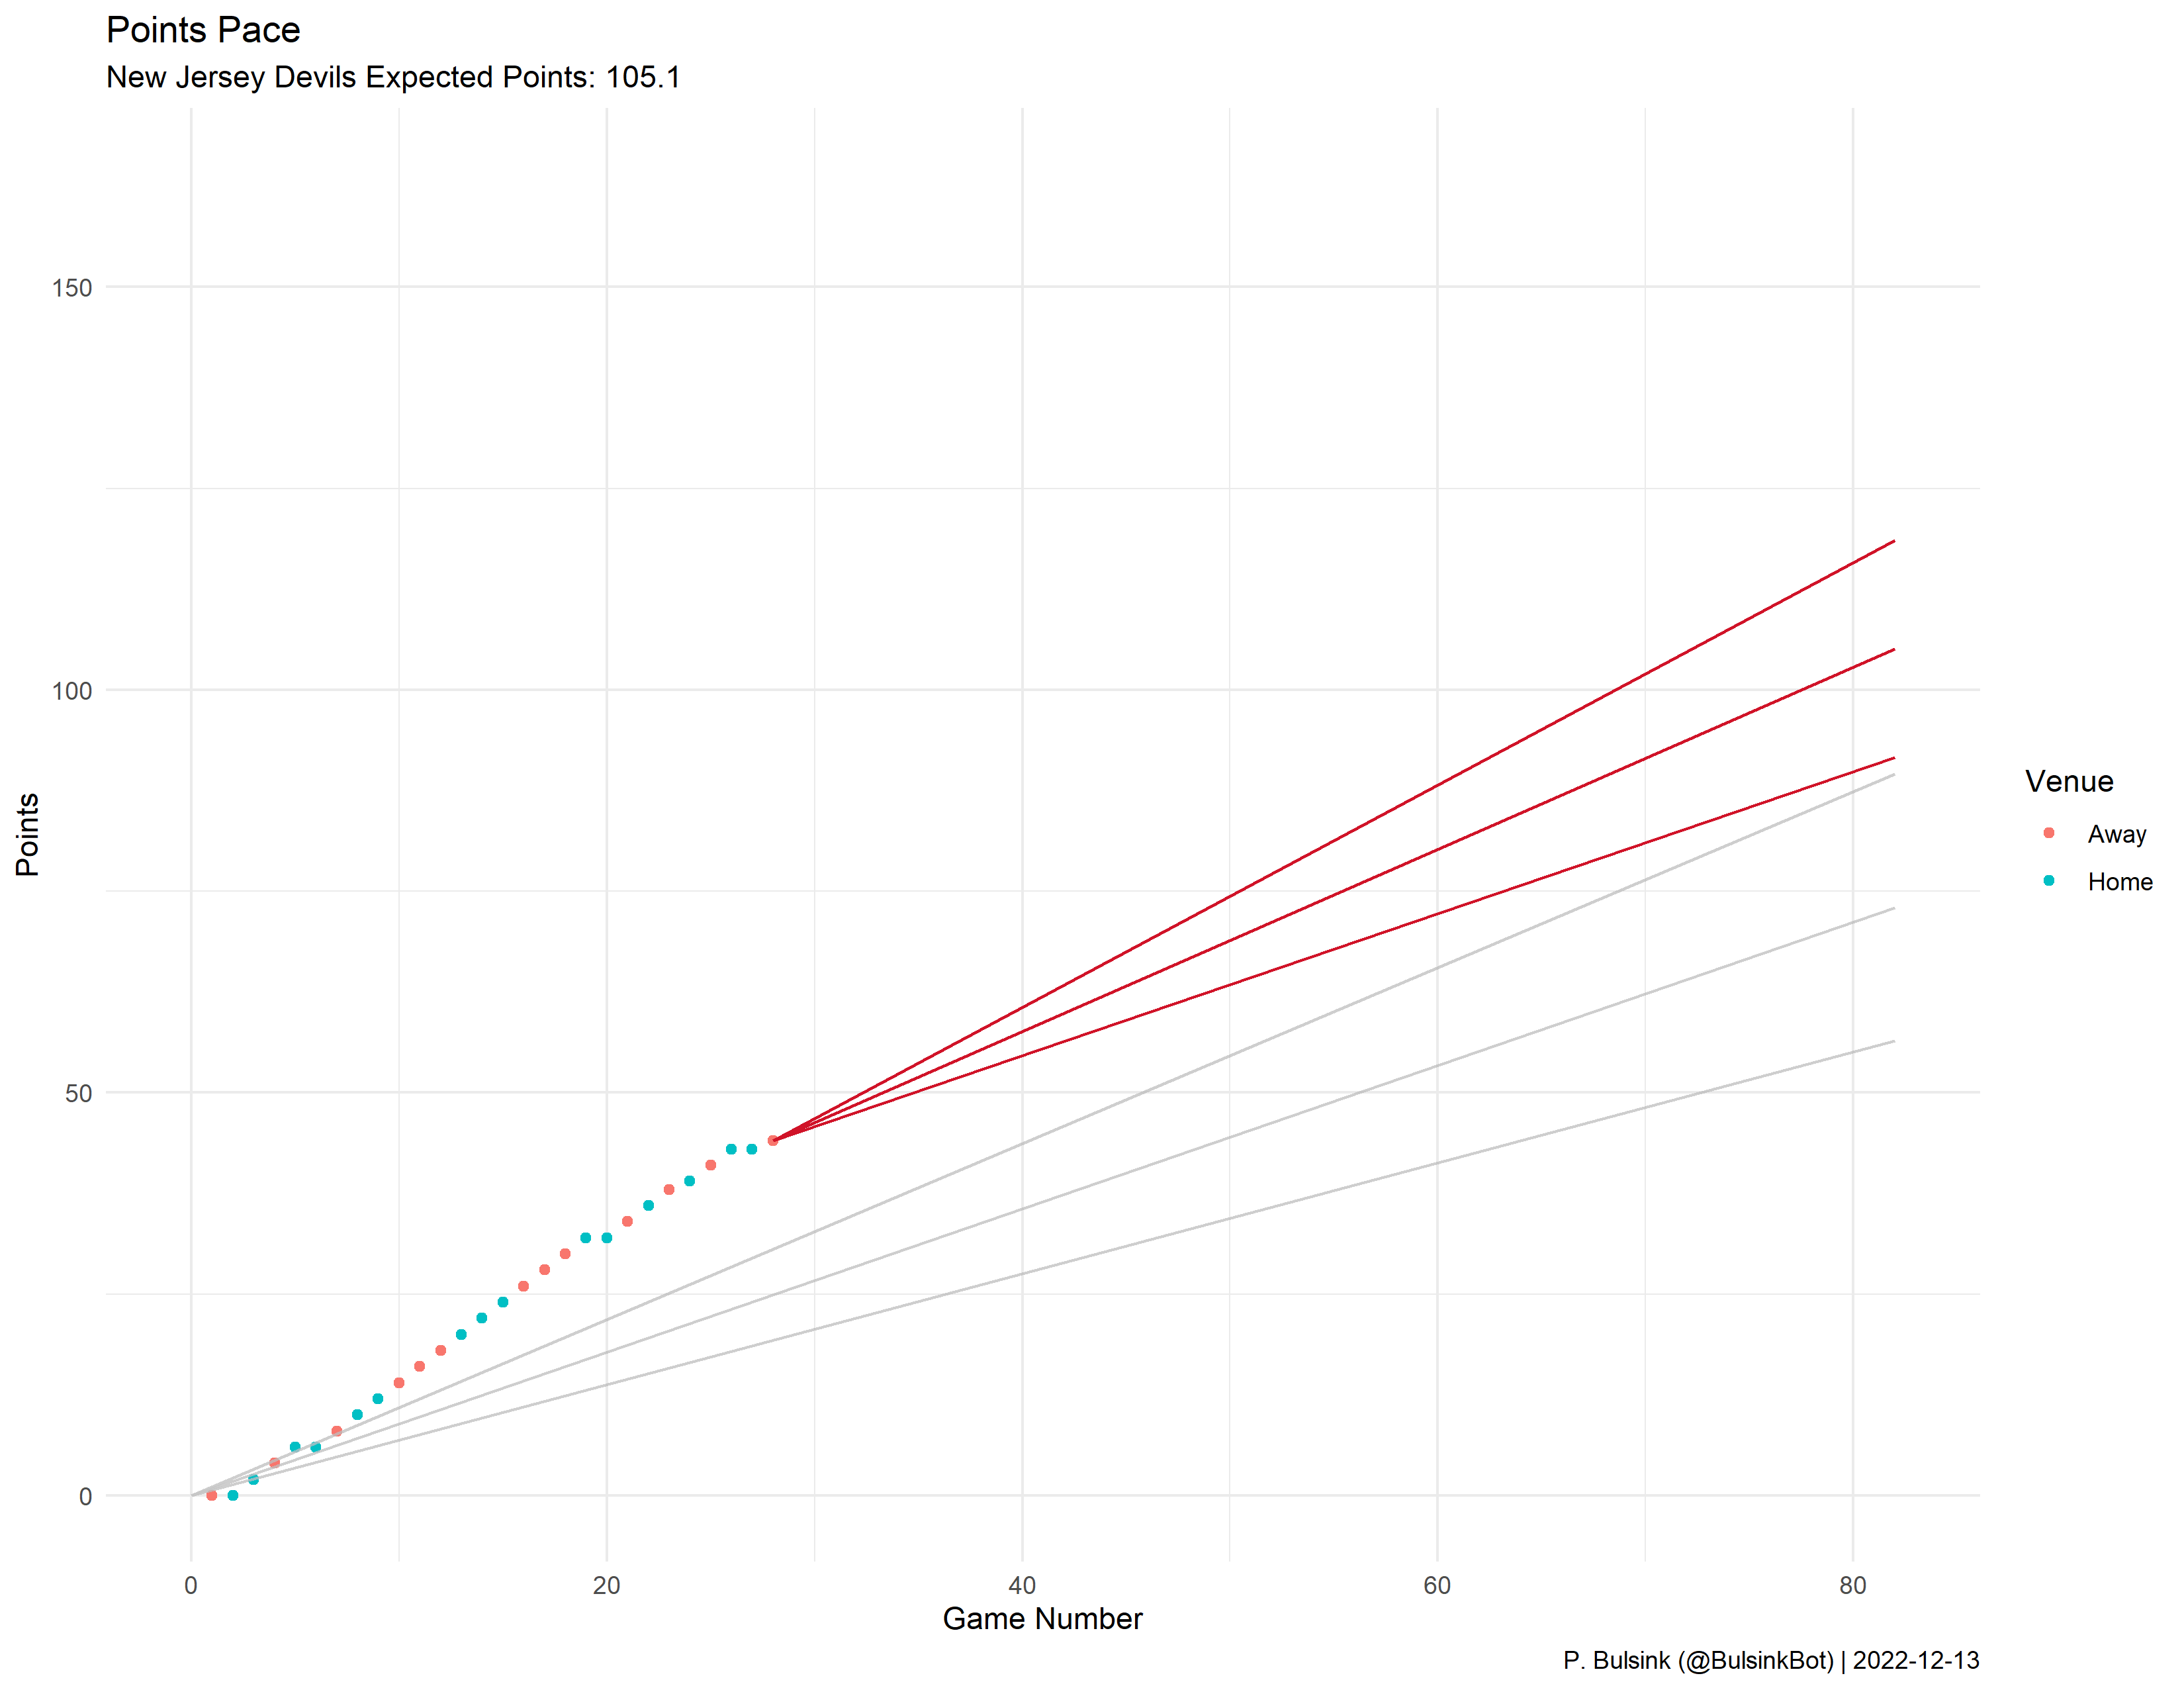 Points Pace
New Jersey Devils Expected Points: 105.1
150
100
50
0
Points
0 20 40 60 80
Game Number
Venue
Away
Home
P. Bulsink (@BulsinkBot) | 2022-12-13